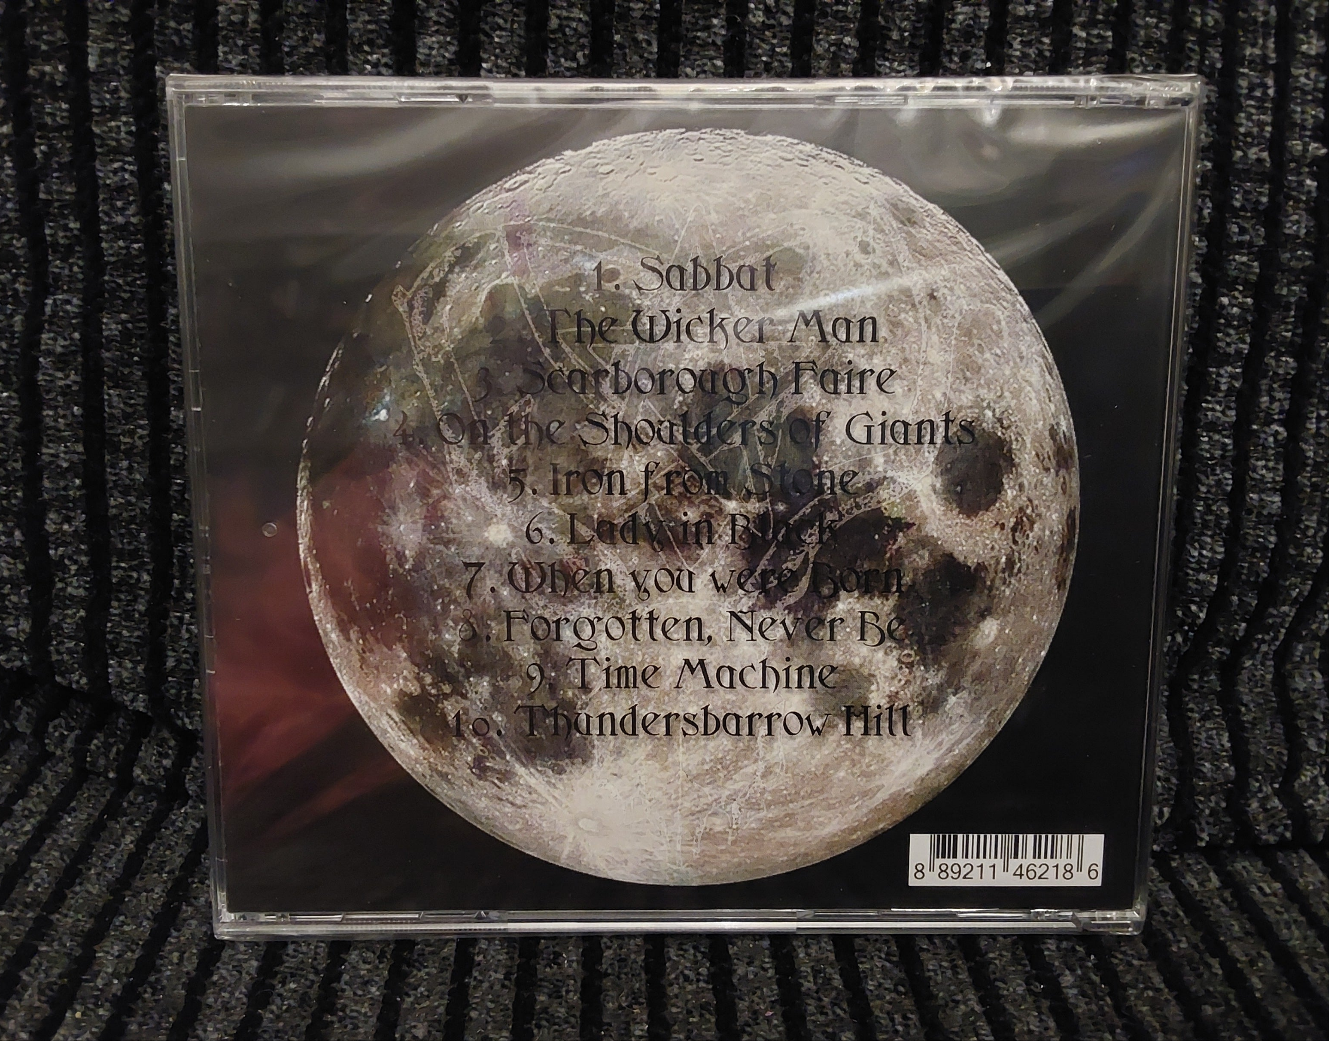 1. Sabbat
The Wicker Man
3. Scarborough Faire
4. On the Shoulders of Giants
5. Iron from Stone
6. Lady in Black
7. When you were Born
8. Forgotten, Never Be
9. Time Machine
10. Thundersbarrow Hill
8 89211 46218 6